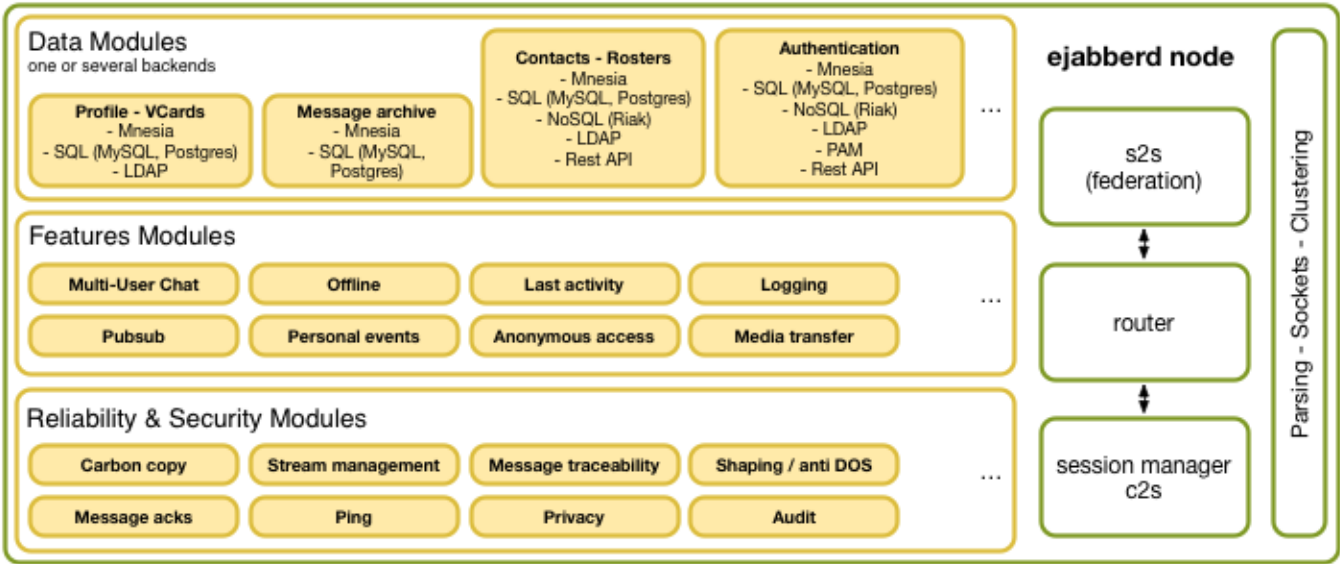 Data Modules
one or several backends
Profile - VCards
- Mnesia
- SQL (MySQL, Postgres)
- LDAP
Message archive
- Mnesia
- SQL (MySQL,
Postgres)
Contacts - Rosters
- Mnesia
- SQL (MySQL, Postgres)
- NoSQL (Riak)
- LDAP
- Rest API
Authentication
- Mnesia
- SQL (MySQL, Postgres)
- NoSQL (Riak)
- LDAP
- PAM
- Rest API
...
Features Modules
Multi-User Chat
Offline
Last activity
Logging
Pubsub
Personal events
Anonymous access
Media transfer
...
Reliability & Security Modules
Carbon copy
Stream management
Message traceability
Shaping / anti DOS
Message acks
Ping
Privacy
Audit
...
ejabberd node
s2s
(federation)
router
session manager
c2s
Parsing - Sockets - Clustering